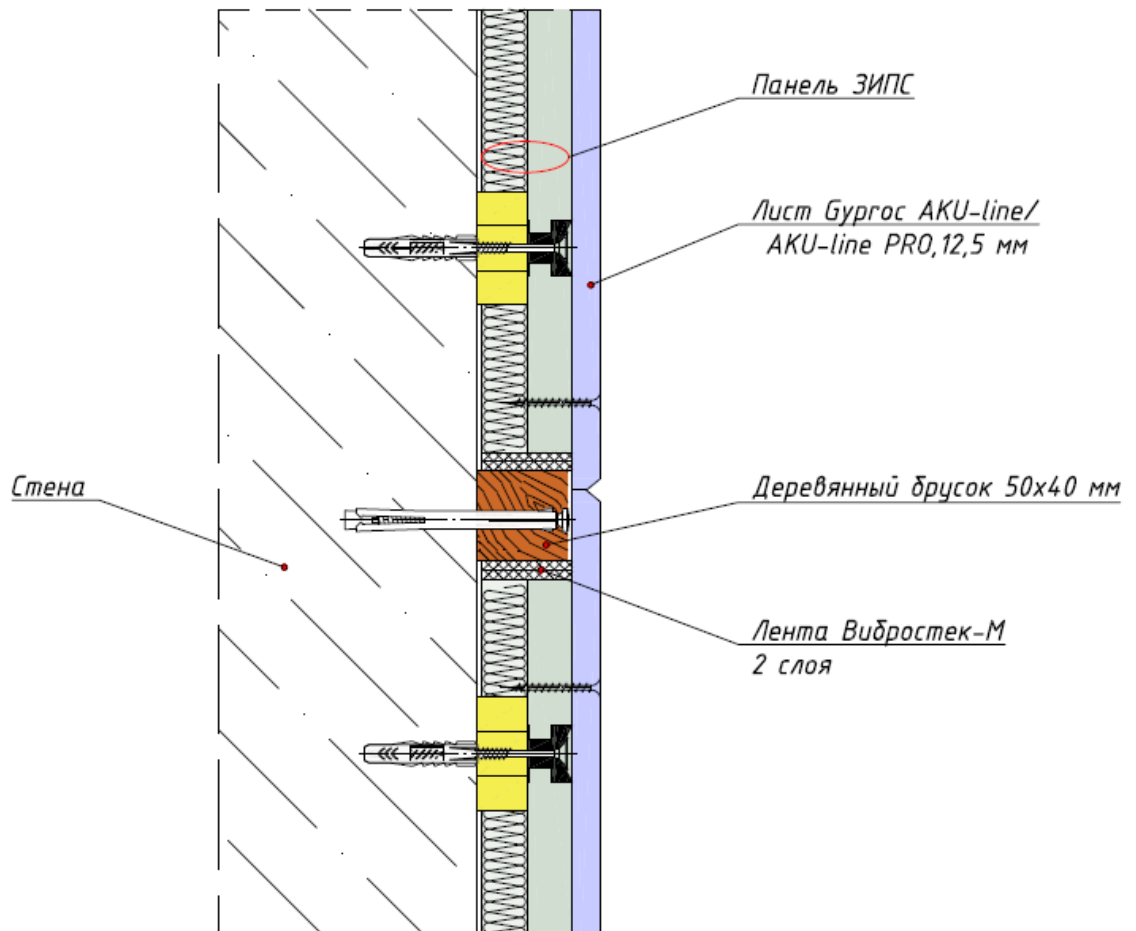 Панель ЗИПС
Лист Gyproc AKU-line/
AKU-line PRO,12,5 мм
Стена
Деревянный брусок 50х40 мм
Лента Вибростек-М
2 слоя